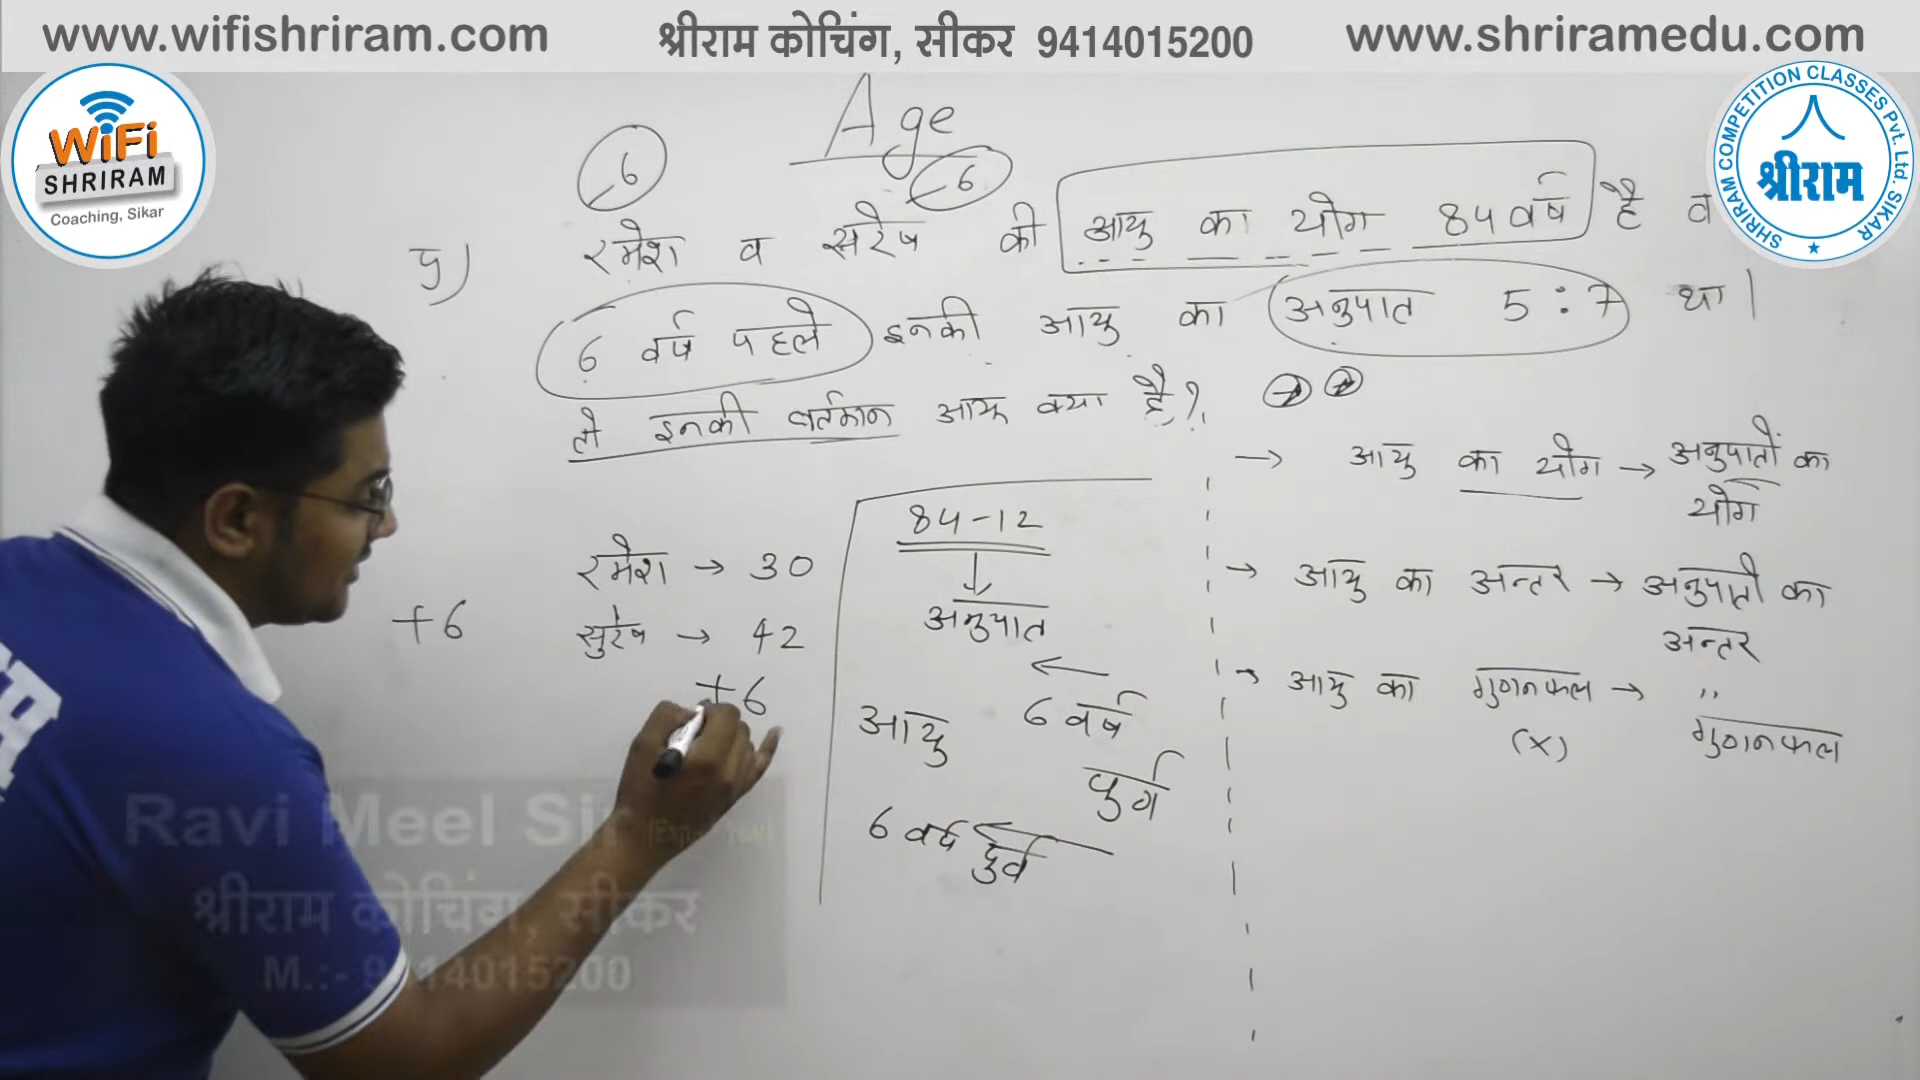 www.wifishriram.com
श्रीराम कोचिंग, सीकर 9414015200
www.shriramedu.com
WiFi
SHRIRAM
Coaching, Sikar
SHRIRAM COMPETITION CLASSES Pvt. Ltd. SIKAR
श्रीराम
Age
6
-6
रमेश व सुरेष की आयु का योग 84 वर्ष है व
6 वर्ष पहले इनकी आयु का अनुपात 5 : 7 था।
तो इनकी वर्तमान आयु क्या है?
रमेश → 30
सुरेष → 42
+6
+6
84-12
↓
अनुपात
←
आयु 6 वर्ष
पुर्व
6 वर्ष पुर्व
→ आयु का योग → अनुपातों का
योग
→ आयु का अन्तर → अनुपातो का
अन्तर
→ आयु का गुणनफल → ,,
(x) गुणनफल
Ravi Meel Sir
श्रीराम कोचिंग, सीकर
M.:- 9414015200